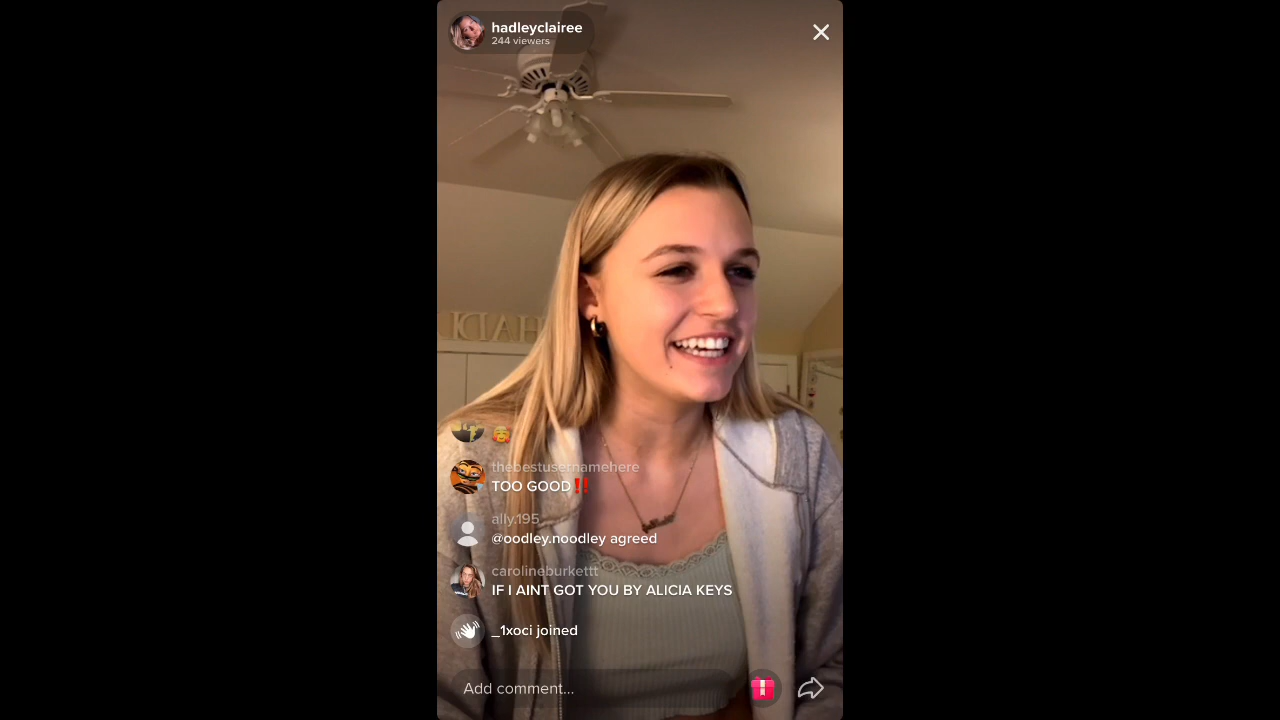 hadleyclairee
244 viewers
thebestusernamehere
TOO GOOD‼️
ally.195
@oodley.noodley agreed
carolineburkettt
IF I AINT GOT YOU BY ALICIA KEYS
_1xoci joined
Add comment...